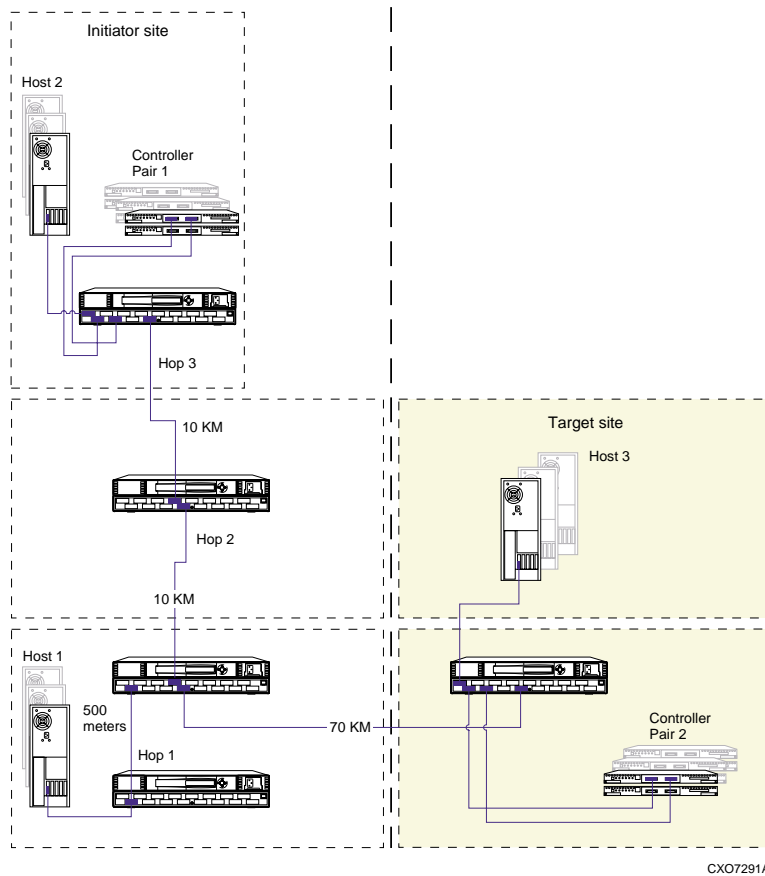 Initiator site
Host 2
Controller
Pair 1
Hop 3
10 KM
Target site
Host 3
Hop 2
10 KM
Host 1
500
meters
70 KM
Controller
Pair 2
Hop 1
CXO7291A